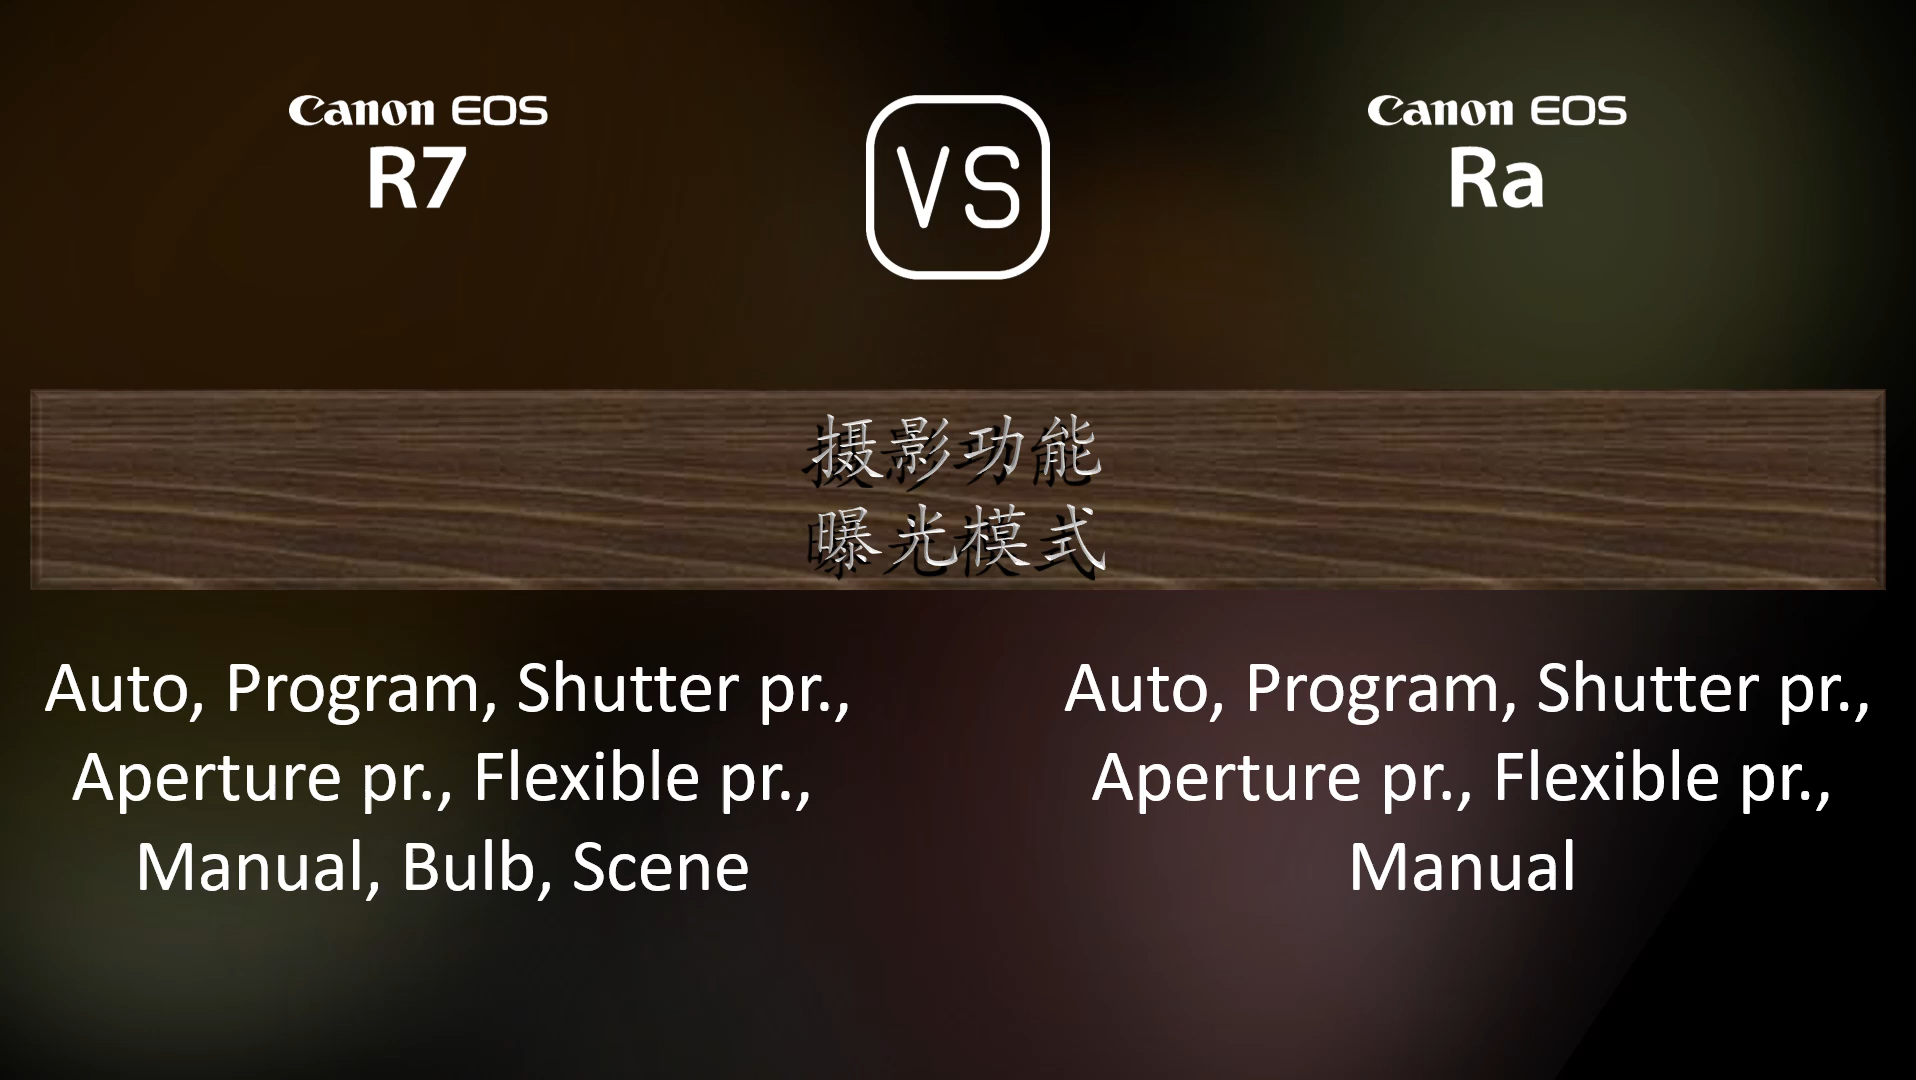 Canon EOS
R7
VS
Canon EOS
Ra
摄影功能
曝光模式
Auto, Program, Shutter pr.,
Aperture pr., Flexible pr.,
Manual, Bulb, Scene
Auto, Program, Shutter pr.,
Aperture pr., Flexible pr.,
Manual